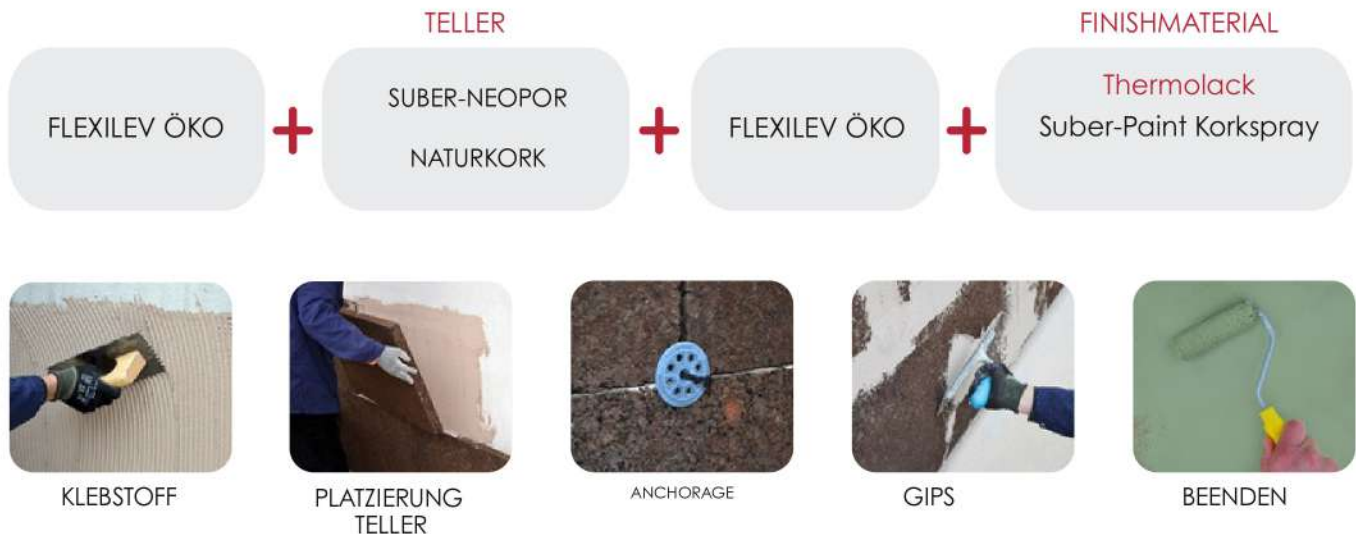 TELLER
FINISHMATERIAL
FLEXILEV ÖKO
SUBER-NEOPOR
NATURKORK
FLEXILEV ÖKO
Thermolack
Suber-Paint Korkspray
KLEBSTOFF
PLATZIERUNG
TELLER
ANCHORAGE
GIPS
BEENDEN